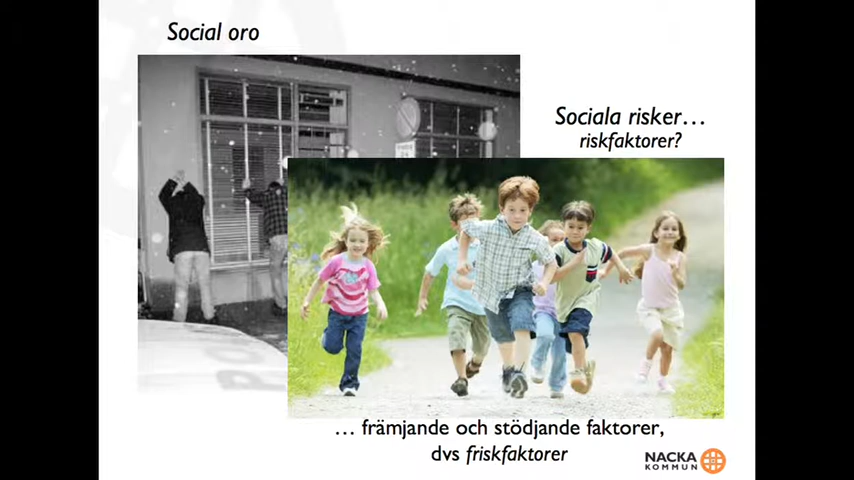 Social oro
Sociala risker...
riskfaktorer?
... främjande och stödjande faktorer,
dvs friskfaktorer
NACKA
KOMMUN